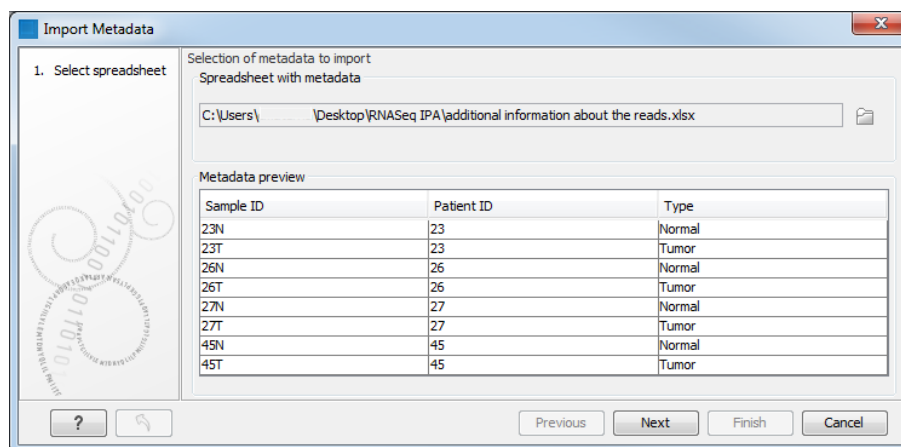 Import Metadata
1. Select spreadsheet
Selection of metadata to import
Spreadsheet with metadata
C:\Users\ \Desktop\RNASeq IPA\additional information about the reads.xlsx
Metadata preview
Sample ID Patient ID Type
23N 23 Normal
23T 23 Tumor
26N 26 Normal
26T 26 Tumor
27N 27 Normal
27T 27 Tumor
45N 45 Normal
45T 45 Tumor
? Previous Next Finish Cancel